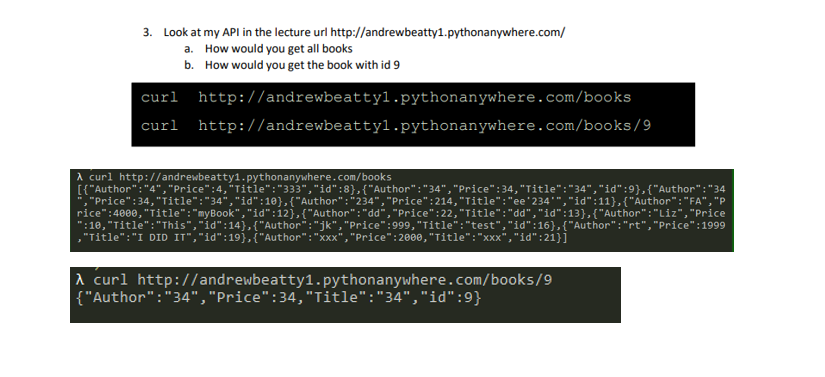 3. Look at my API in the lecture url http://andrewbeatty1.pythonanywhere.com/
a. How would you get all books
b. How would you get the book with id 9
curl http://andrewbeatty1.pythonanywhere.com/books
curl http://andrewbeatty1.pythonanywhere.com/books/9
λ curl http://andrewbeatty1.pythonanywhere.com/books
[{"Author":"4","Price":4,"Title":"333","id":8},{"Author":"34","Price":34,"Title":"34","id":9},{"Author":"34
","Price":34,"Title":"34","id":10},{"Author":"234","Price":214,"Title":"ee'234'","id":11},{"Author":"FA","P
rice":4000,"Title":"myBook","id":12},{"Author":"dd","Price":22,"Title":"dd","id":13},{"Author":"Liz","Price
":10,"Title":"This","id":14},{"Author":"jk","Price":999,"Title":"test","id":16},{"Author":"rt","Price":1999
,"Title":"I DID IT","id":19},{"Author":"xxx","Price":2000,"Title":"xxx","id":21}]
λ curl http://andrewbeatty1.pythonanywhere.com/books/9
{"Author":"34","Price":34,"Title":"34","id":9}